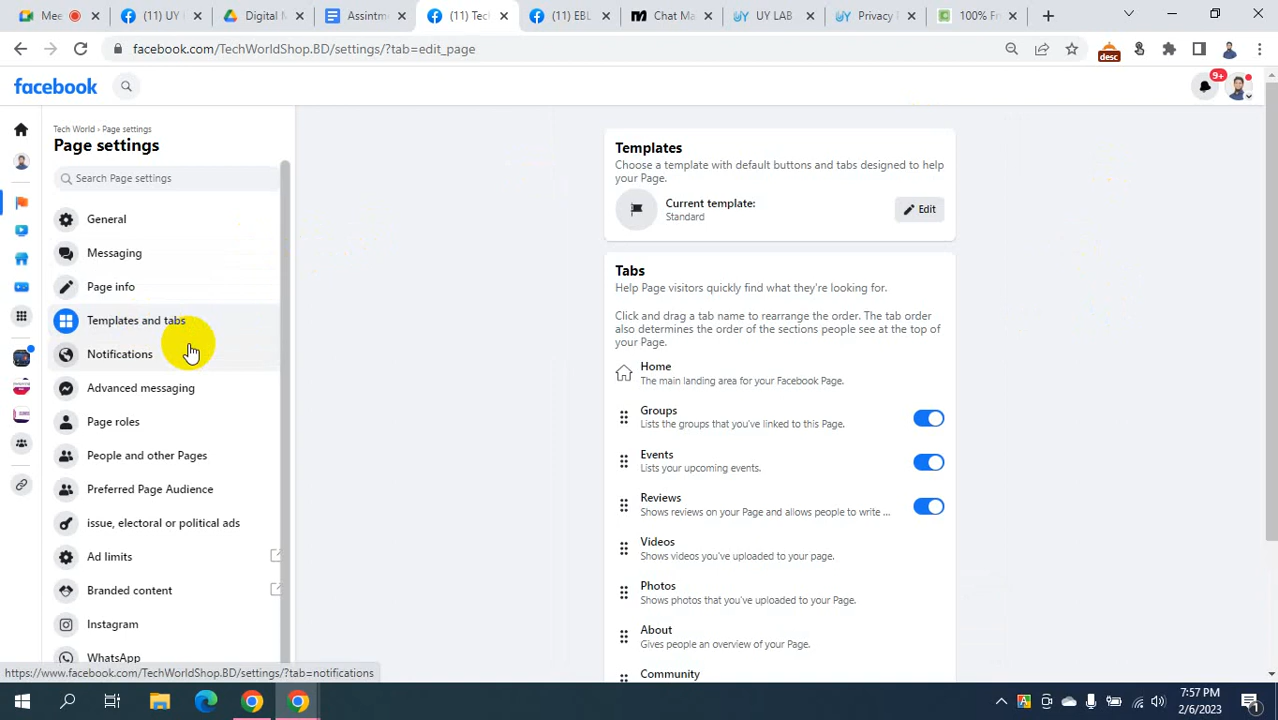 Mee
(11) UY I
Digital M
Assintm
(11) Tec
(11) EBL
Chat Ma
UY LAB
Privacy F
100% Fr
facebook.com/TechWorldShop.BD/settings/?tab=edit_page
desc
facebook
9+
Tech World › Page settings
Page settings
Search Page settings
General
Messaging
Page info
Templates and tabs
Notifications
Advanced messaging
Page roles
People and other Pages
Preferred Page Audience
issue, electoral or political ads
Ad limits
Branded content
Instagram
WhatsApp
Templates
Choose a template with default buttons and tabs designed to help
your Page.
Current template:
Standard
Edit
Tabs
Help Page visitors quickly find what they're looking for.
Click and drag a tab name to rearrange the order. The tab order
also determines the order of the sections people see at the top of
your Page.
Home
The main landing area for your Facebook Page.
Groups
Lists the groups that you've linked to this Page.
Events
Lists your upcoming events.
Reviews
Shows reviews on your Page and allows people to write ...
Videos
Shows videos you've uploaded to your page.
Photos
Shows photos that you've uploaded to your Page.
About
Gives people an overview of your Page.
Community
https://www.facebook.com/TechWorldShop.BD/settings/?tab=notifications
7:57 PM
2/6/2023